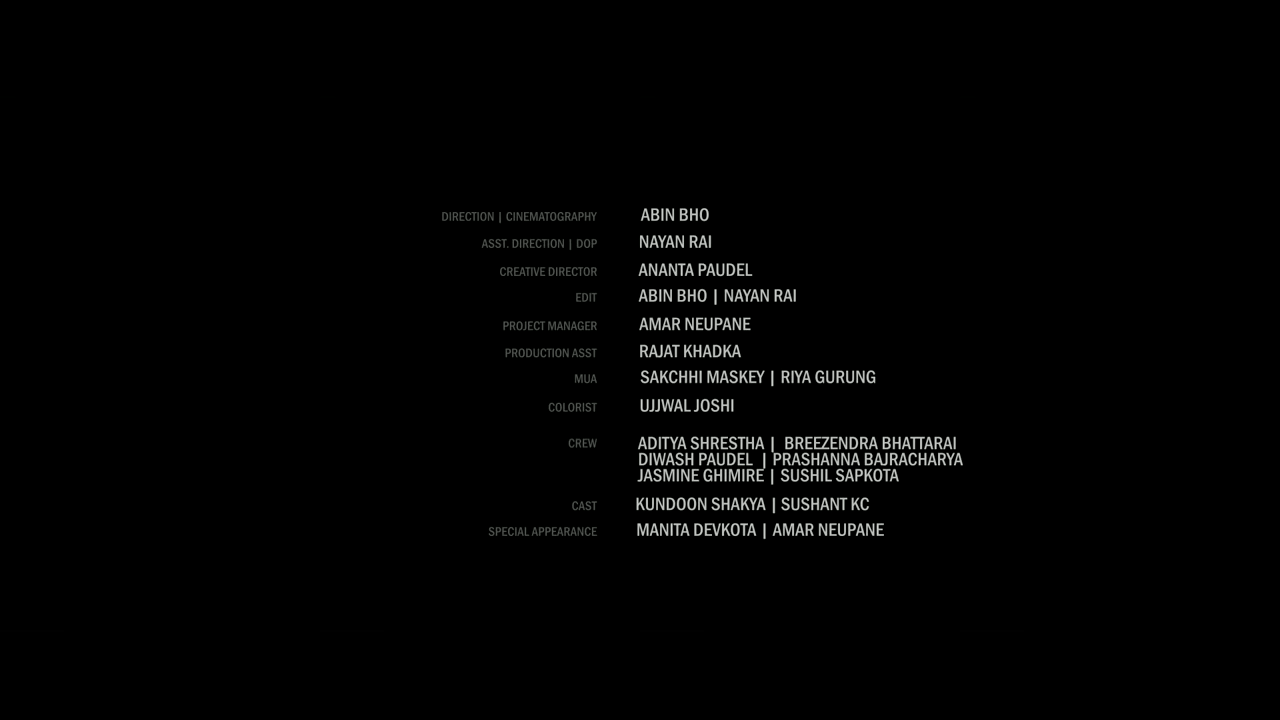 DIRECTION | CINEMATOGRAPHY ABIN BHO
ASST. DIRECTION | DOP NAYAN RAI
CREATIVE DIRECTOR ANANTA PAUDEL
EDIT ABIN BHO | NAYAN RAI
PROJECT MANAGER AMAR NEUPANE
PRODUCTION ASST RAJAT KHADKA
MUA SAKCHHI MASKEY | RIYA GURUNG
COLORIST UJJWAL JOSHI
CREW ADITYA SHRESTHA | BREEZENDRA BHATTARAI
DIWASH PAUDEL | PRASHANNA BAJRACHARYA
JASMINE GHIMIRE | SUSHIL SAPKOTA
CAST KUNDOON SHAKYA | SUSHANT KC
SPECIAL APPEARANCE MANITA DEVKOTA | AMAR NEUPANE